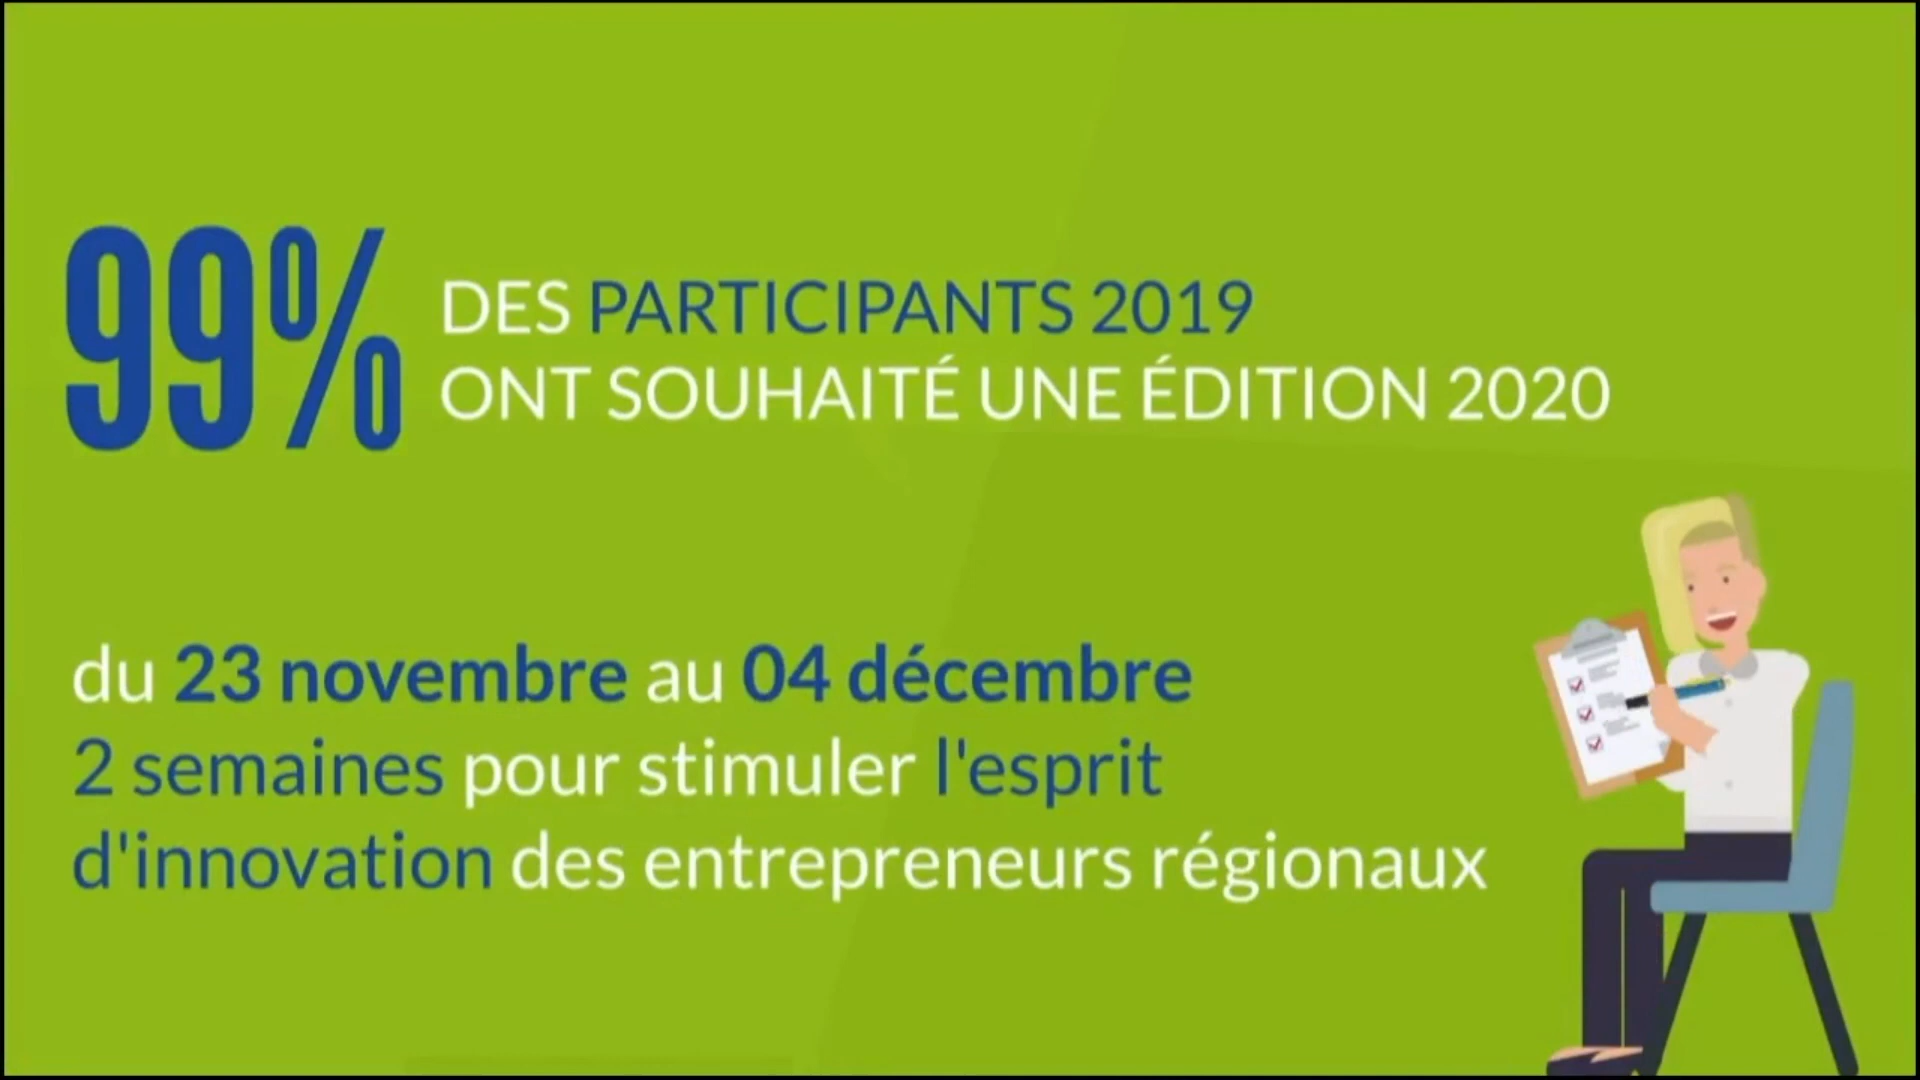 99%
DES PARTICIPANTS 2019
ONT SOUHAITÉ UNE ÉDITION 2020
du 23 novembre au 04 décembre
2 semaines pour stimuler l'esprit
d'innovation des entrepreneurs régionaux